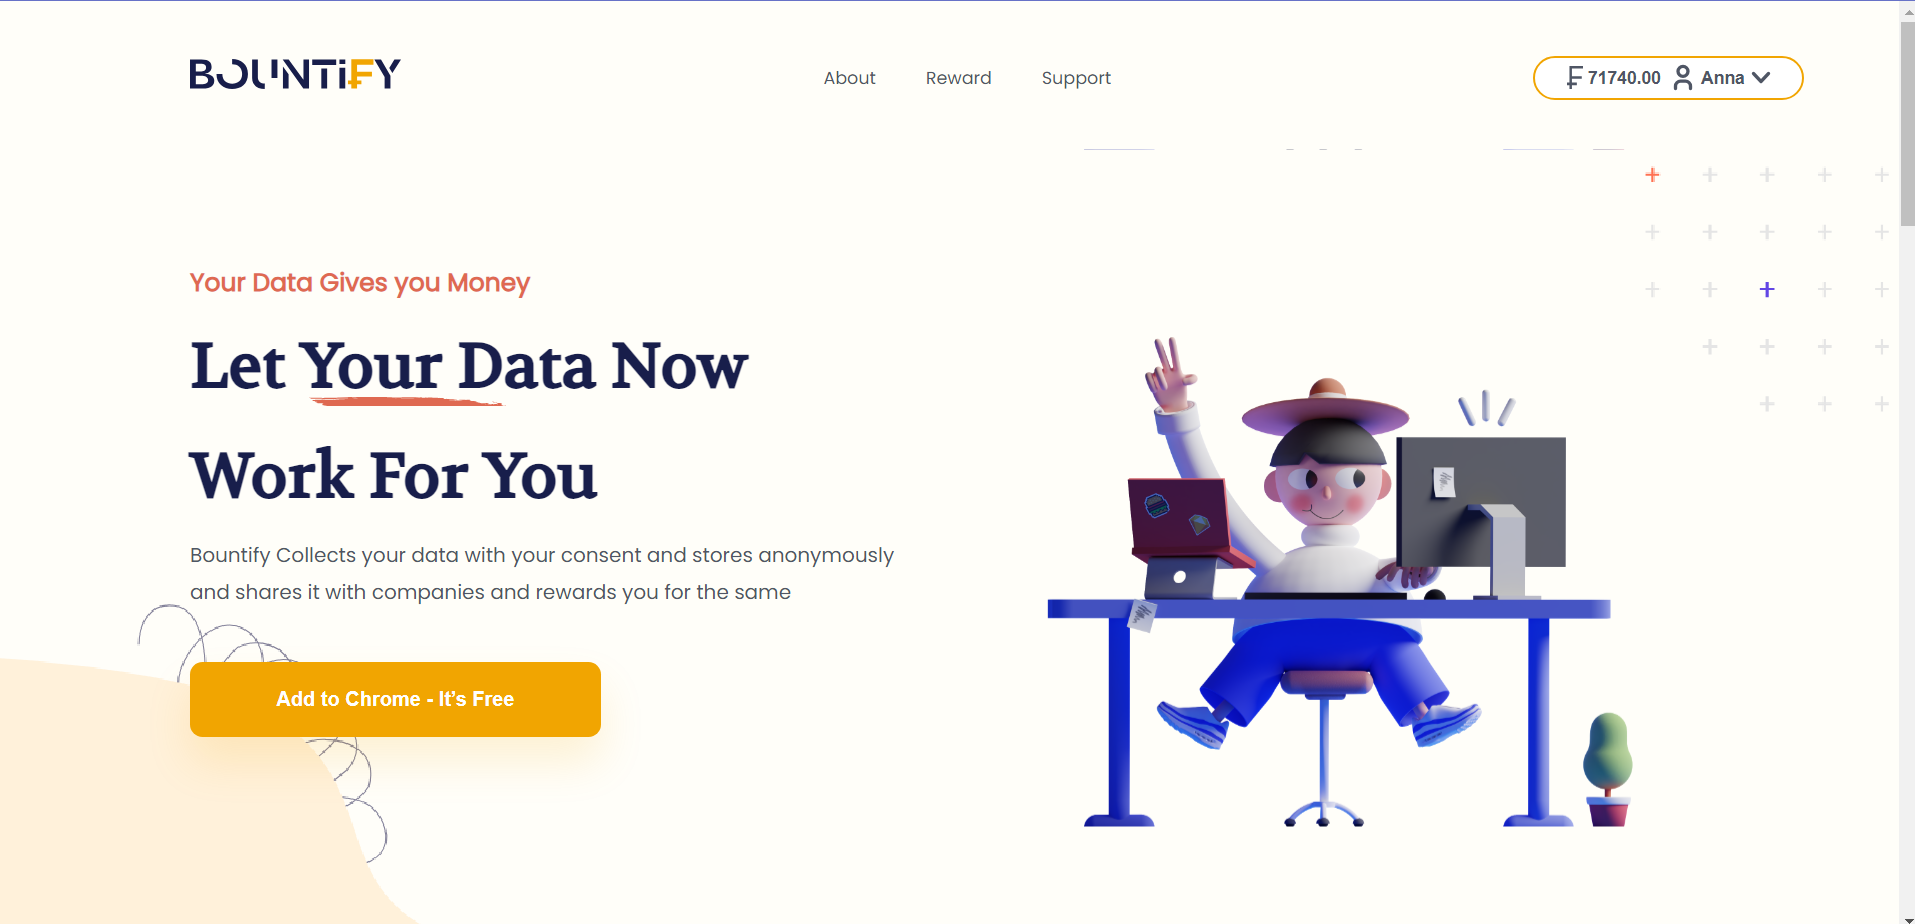 BOUNTiFY
About Reward Support
₣ 71740.00 Anna
Your Data Gives you Money
Let Your Data Now
Work For You
Bountify Collects your data with your consent and stores anonymously
and shares it with companies and rewards you for the same
Add to Chrome - It’s Free